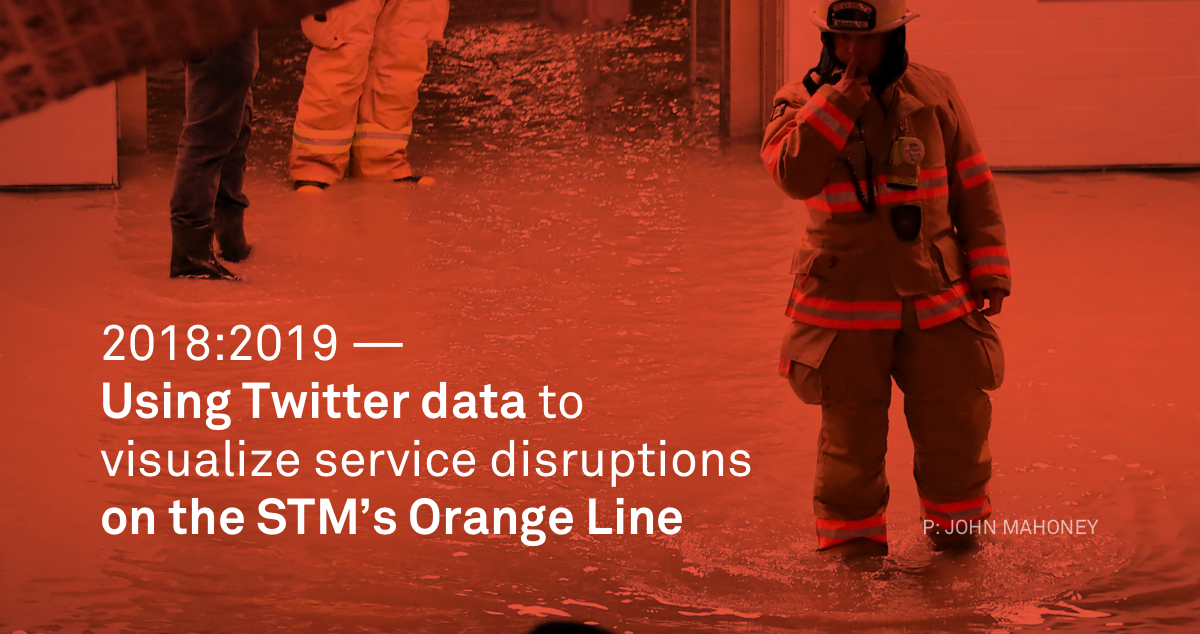 2018:2019 —
Using Twitter data to
visualize service disruptions
on the STM’s Orange Line
P: JOHN MAHONEY